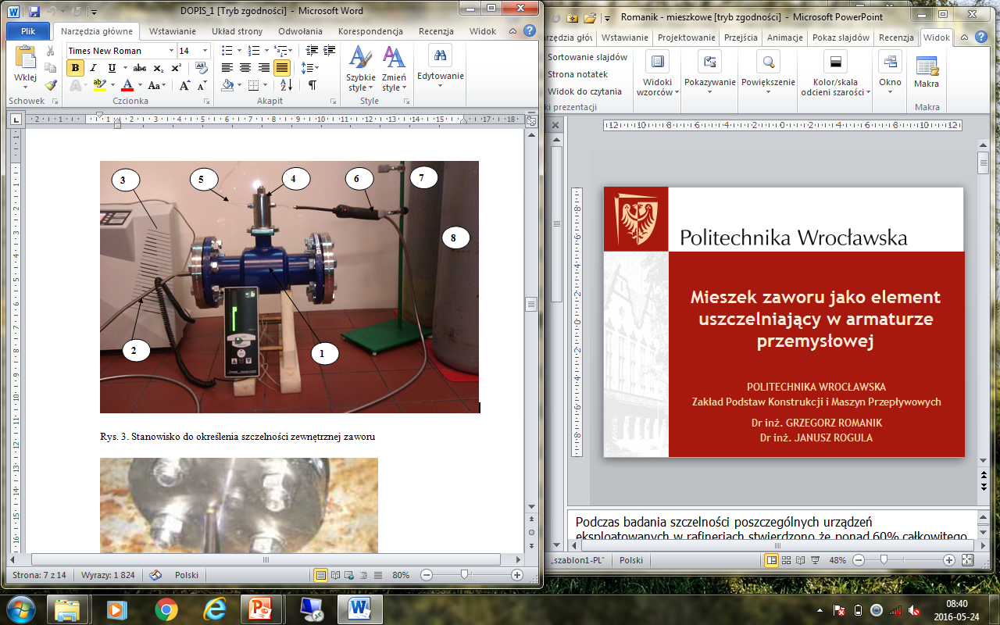 DOPIS_1 [Tryb zgodności] - Microsoft Word
Plik
Narzędzia główne
Wstawianie
Układ strony
Odwołania
Korespondencja
Recenzja
Widok
Wklej
Times New Roman
14
Szybkie style
Zmień style
Edytowanie
Schowek
Czcionka
Akapit
Style
3
5
4
6
7
8
2
1
Rys. 3. Stanowisko do określenia szczelności zewnętrznej zaworu
Strona: 7 z 14
Wyrazy: 1 824
Polski
80%
Romanik - mieszkowe [tryb zgodności] - Microsoft PowerPoint
Wstawianie
Projektowanie
Przejścia
Animacje
Pokaz slajdów
Recenzja
Widok
Sortowanie slajdów
Strona notatek
Widok do czytania
Widoki wzorców
Pokazywanie
Powiększenie
Kolor/skala odcieni szarości
Okno
Makra
ki prezentacji
Makra
Politechnika Wrocławska
Mieszek zaworu jako element
uszczelniający w armaturze
przemysłowej
POLITECHNIKA WROCŁAWSKA
Zakład Podstaw Konstrukcji i Maszyn Przepływowych
Dr inż. GRZEGORZ ROMANIK
Dr inż. JANUSZ ROGULA
Podczas badania szczelności poszczególnych urządzeń
eksploatowanych w rafineriach stwierdzono że ponad 60% całkowitego
„szablon1-PL”
Polski
48%
08:40
2016-05-24